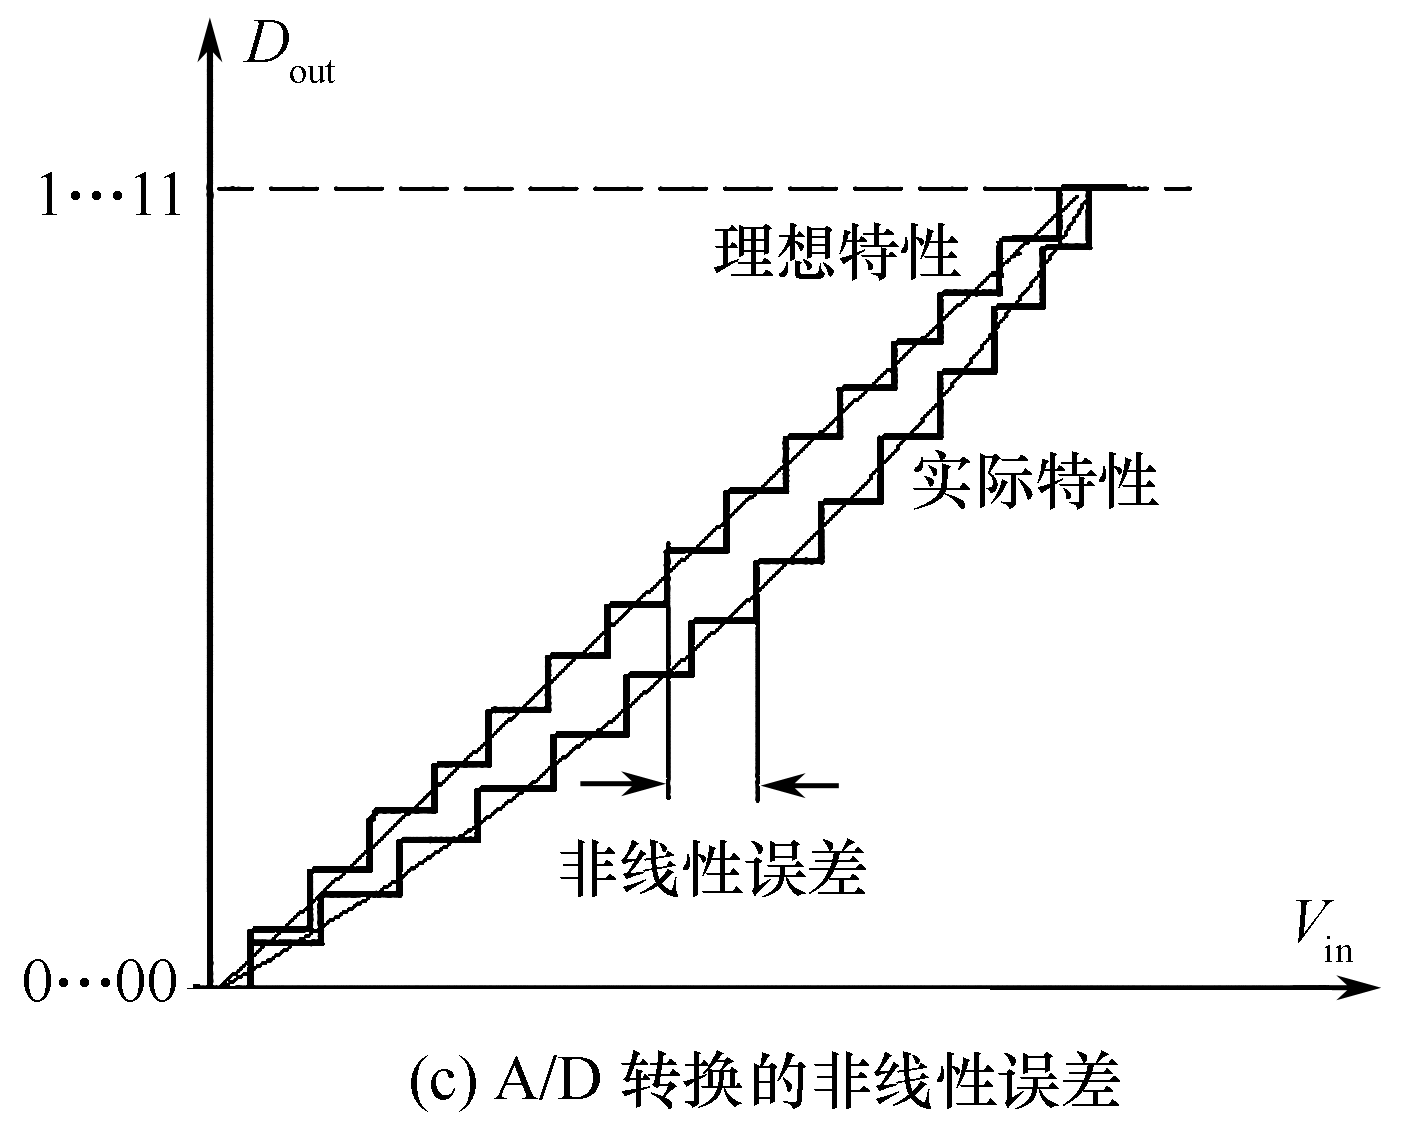 D out
1…11
理想特性
实际特性
非线性误差
V in
0…00
(c) A/D 转换的非线性误差